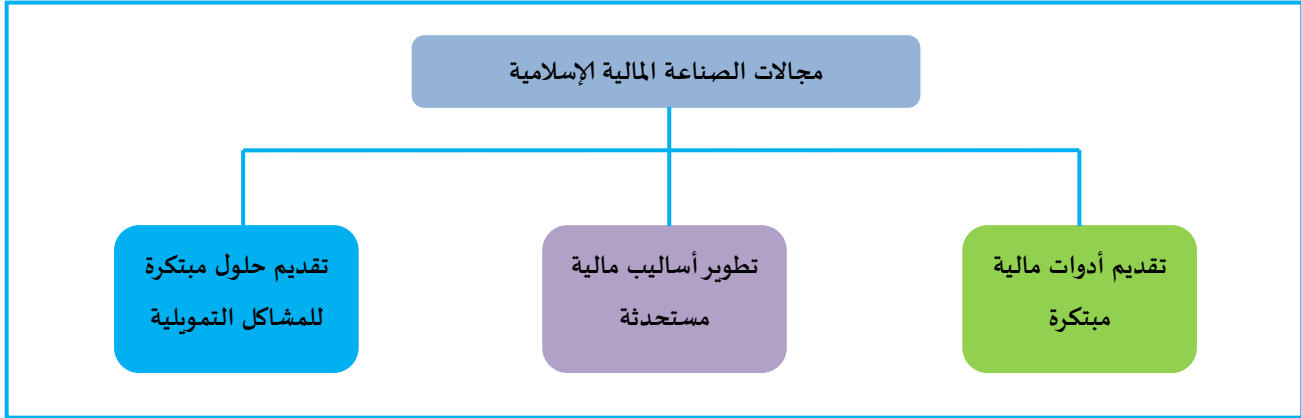 مجالات الصناعة المالية الإسلامية
تقديم أدوات مالية
مبتكرة
تطوير أساليب مالية
مستحدثة
تقديم حلول مبتكرة
للمشاكل التمويلية